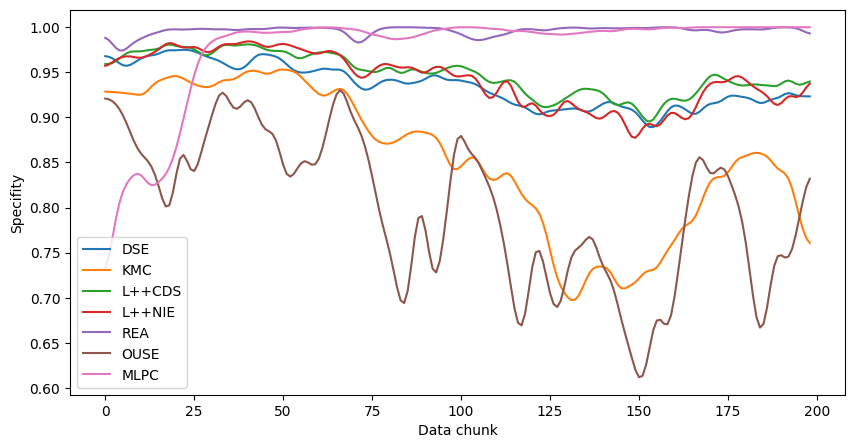 1.00
0.95
0.90
0.85
0.80
0.75
0.70
0.65
0.60
Specifity
DSE
KMC
L++CDS
L++NIE
REA
OUSE
MLPC
0 25 50 75 100 125 150 175 200
Data chunk